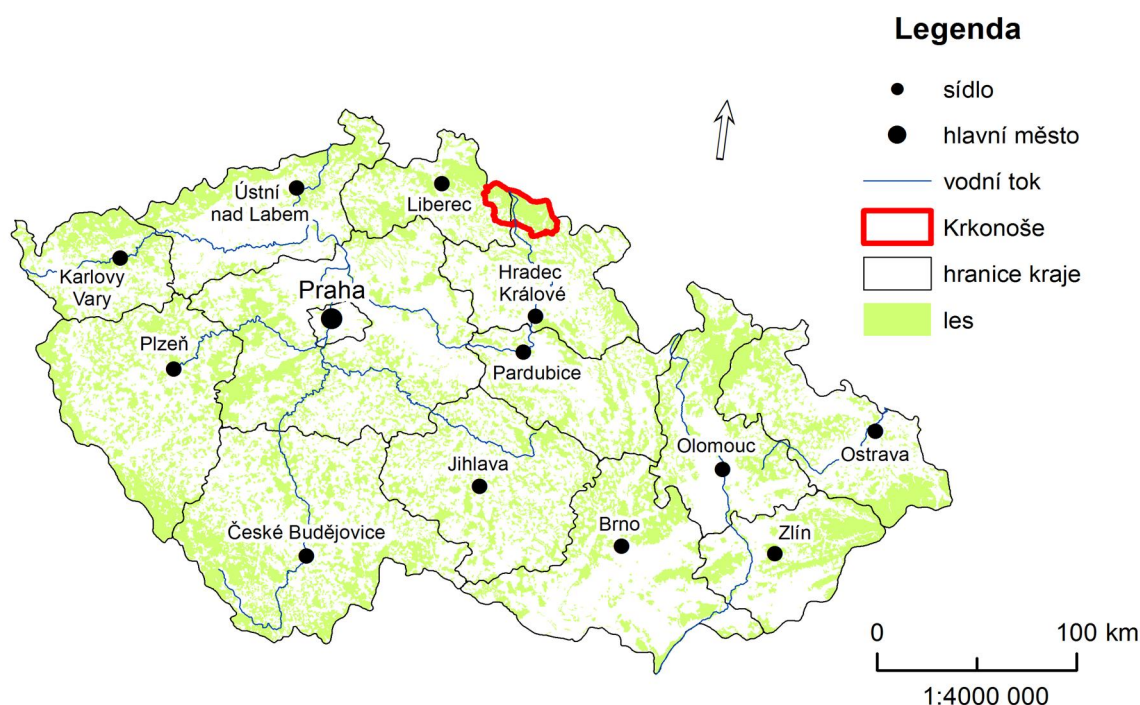 Legenda
sídlo
hlavní město
vodní tok
Krkonoše
hranice kraje
les
Ústní
nad Labem
Liberec
Karlovy
Vary
Praha
Hradec
Králové
Plzeň
Pardubice
Jihlava
Olomouc
Ostrava
České Budějovice
Brno
Zlín
0
100 km
1:4000 000